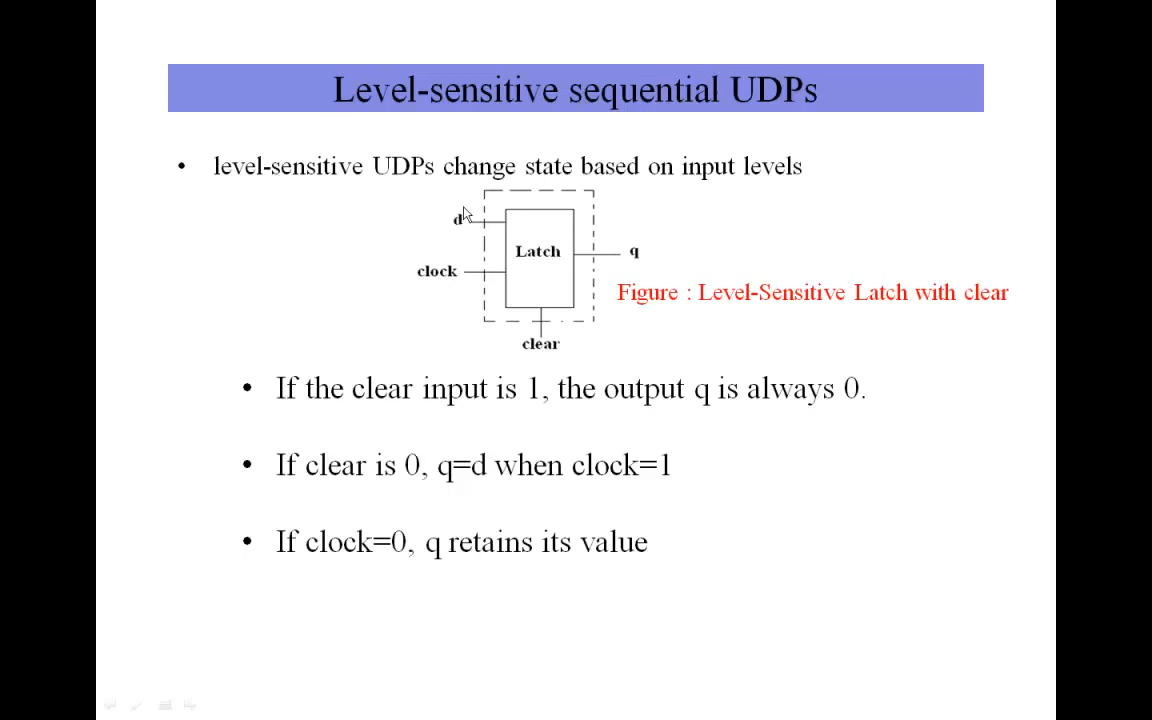 Level-sensitive sequential UDPs
• level-sensitive UDPs change state based on input levels
d
Latch
q
clock
Figure : Level-Sensitive Latch with clear
clear
• If the clear input is 1, the output q is always 0.
• If clear is 0, q=d when clock=1
• If clock=0, q retains its value